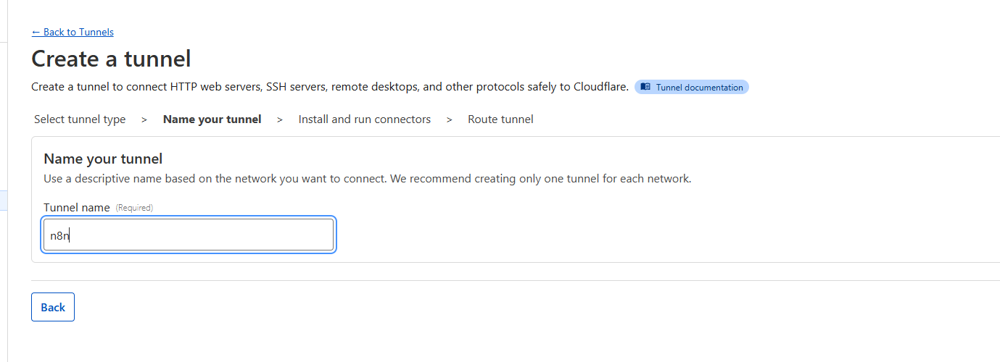 ← Back to Tunnels
Create a tunnel
Create a tunnel to connect HTTP web servers, SSH servers, remote desktops, and other protocols safely to Cloudflare. Tunnel documentation
Select tunnel type > Name your tunnel > Install and run connectors > Route tunnel
Name your tunnel
Use a descriptive name based on the network you want to connect. We recommend creating only one tunnel for each network.
Tunnel name (Required)
n8n
Back